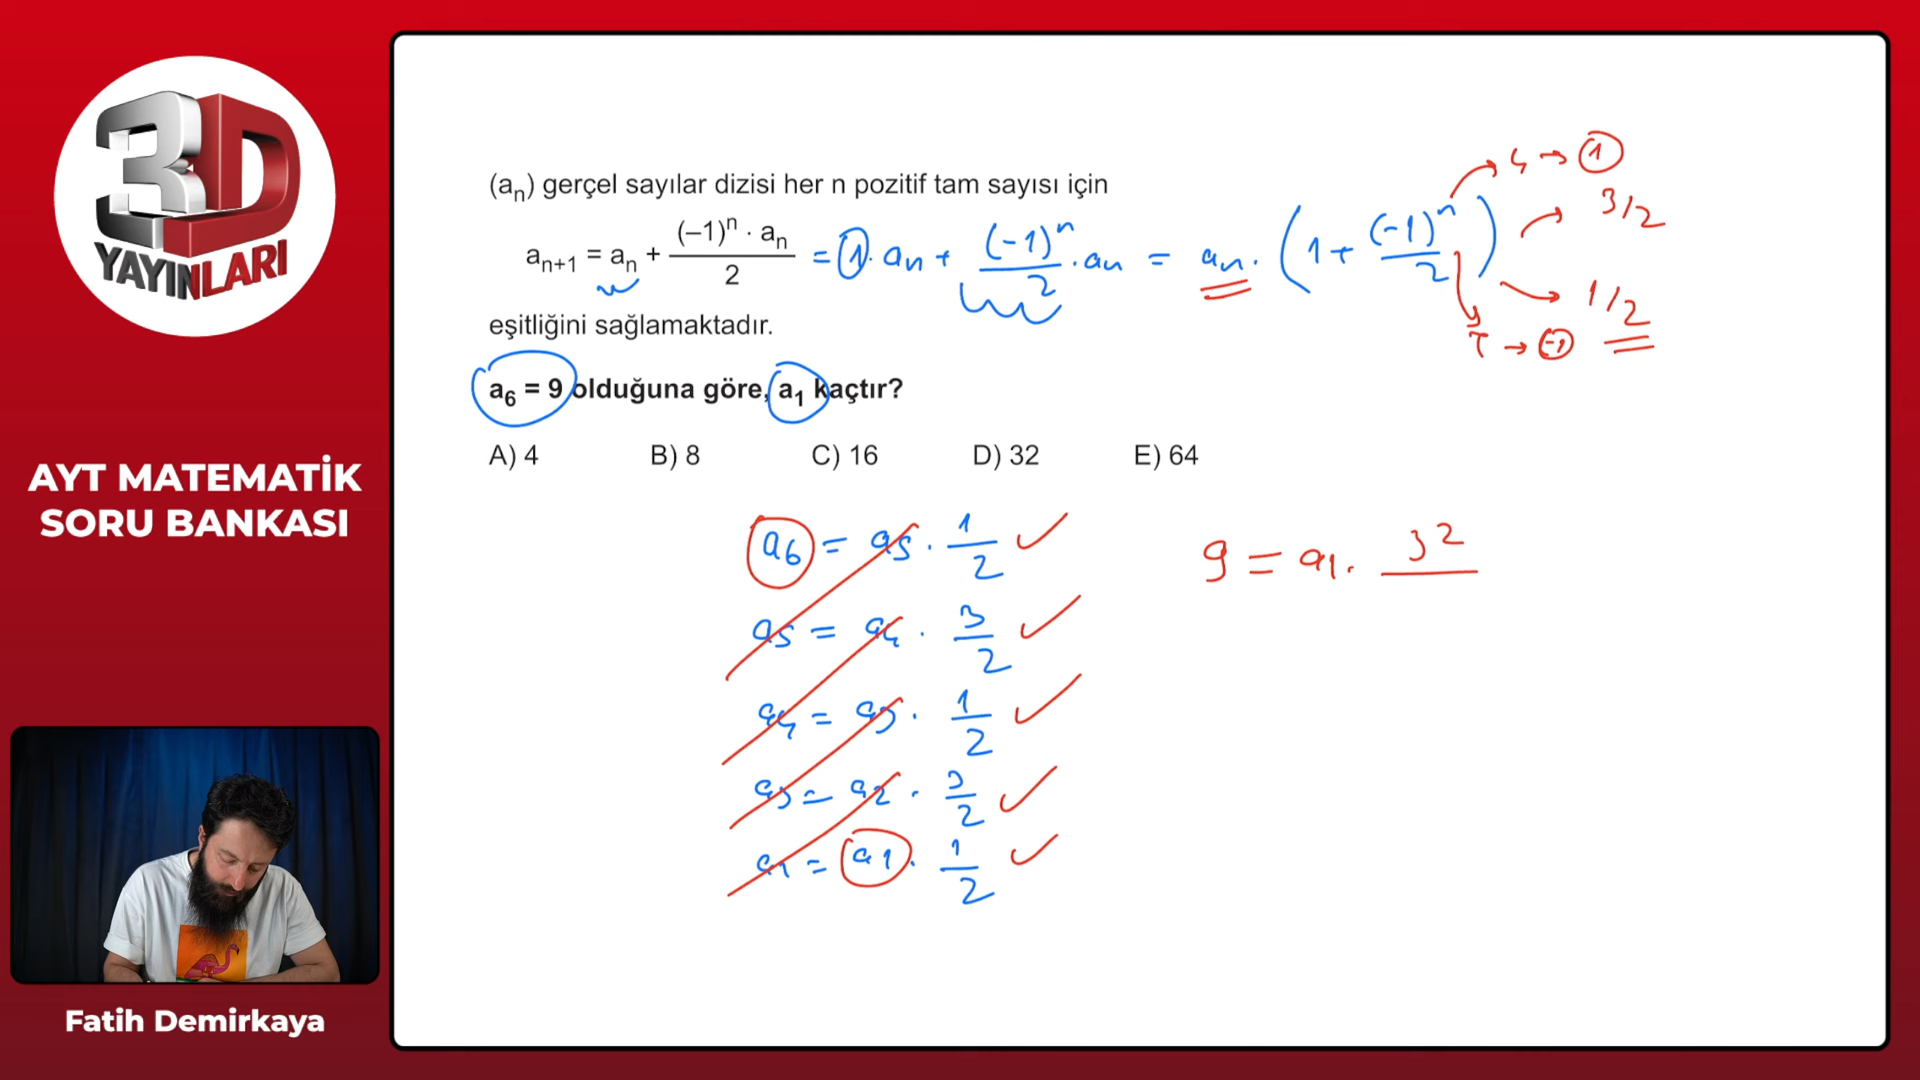 3D
YAYINLARI
AYT MATEMATİK
SORU BANKASI
Fatih Demirkaya
(aₙ) gerçel sayılar dizisi her n pozitif tam sayısı için
aₙ₊₁ = aₙ + (–1)ⁿ · aₙ / 2 = 1 · aₙ + (-1)ⁿ / 2 · aₙ = aₙ · (1 + (-1)ⁿ / 2)
Ç → 1
3/2
1/2
T → -1
eşitliğini sağlamaktadır.
a₆ = 9 olduğuna göre, a₁ kaçtır?
A) 4 B) 8 C) 16 D) 32 E) 64
a₆ = a₅ · 1/2
a₅ = a₄ · 3/2
a₄ = a₃ · 1/2
a₃ = a₂ · 3/2
a₁ = a₁ · 1/2
9 = a₁ · 3²